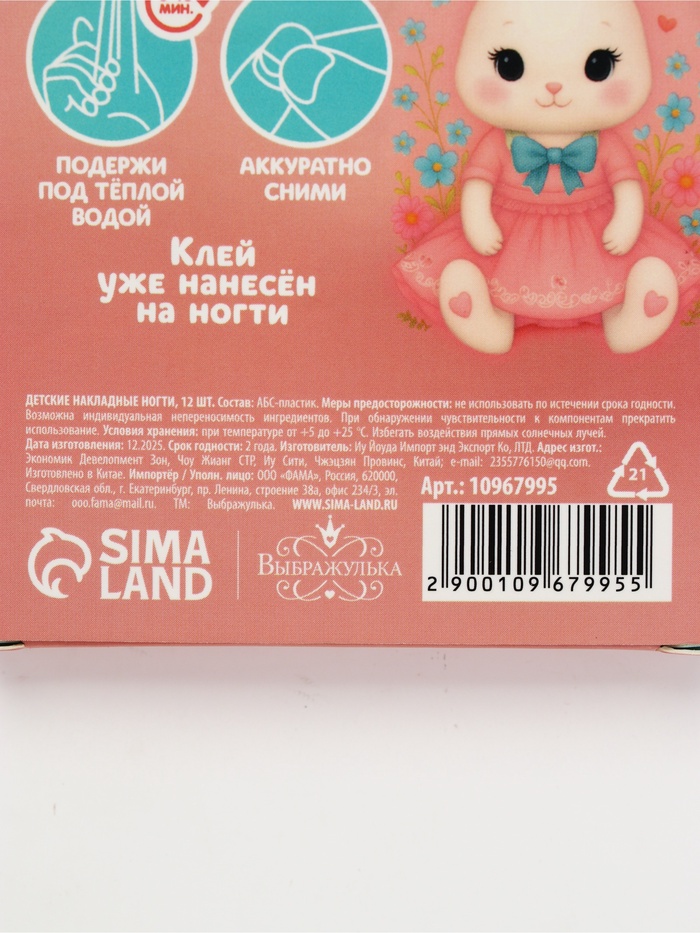 МИН.
ПОДЕРЖИ
ПОД ТЁПЛОЙ
ВОДОЙ
АККУРАТНО
СНИМИ
Клей
уже нанесён
на ногти
ДЕТСКИЕ НАКЛАДНЫЕ НОГТИ, 12 ШТ. Состав: АБС-пластик. Меры предосторожности: не использовать по истечении срока годности.
Возможна индивидуальная непереносимость ингредиентов. При обнаружении чувствительности к компонентам прекратить
использование. Условия хранения: при температуре от +5 до +25 °С. Избегать воздействия прямых солнечных лучей.
Дата изготовления: 12.2025. Срок годности: 2 года. Изготовитель: Иу Йоуда Импорт энд Экспорт Ко, ЛТД. Адрес изгот.:
Экономик Девелопмент Зон, Чоу Жианг СТР, Иу Сити, Чжэцзян Провинс, Китай; e-mail: 2355776150@qq.com.
Изготовлено в Китае. Импортёр / Уполн. лицо: ООО «ФАМА», Россия, 620000,
Свердловская обл., г. Екатеринбург, пр. Ленина, строение 38а, офис 234/3, эл.
почта: ooo.fama@mail.ru. ТМ: Выбражулька. WWW.SIMA-LAND.RU
Арт.: 10967995
21
SIMA
LAND
Выбражулька
2 900109 679955